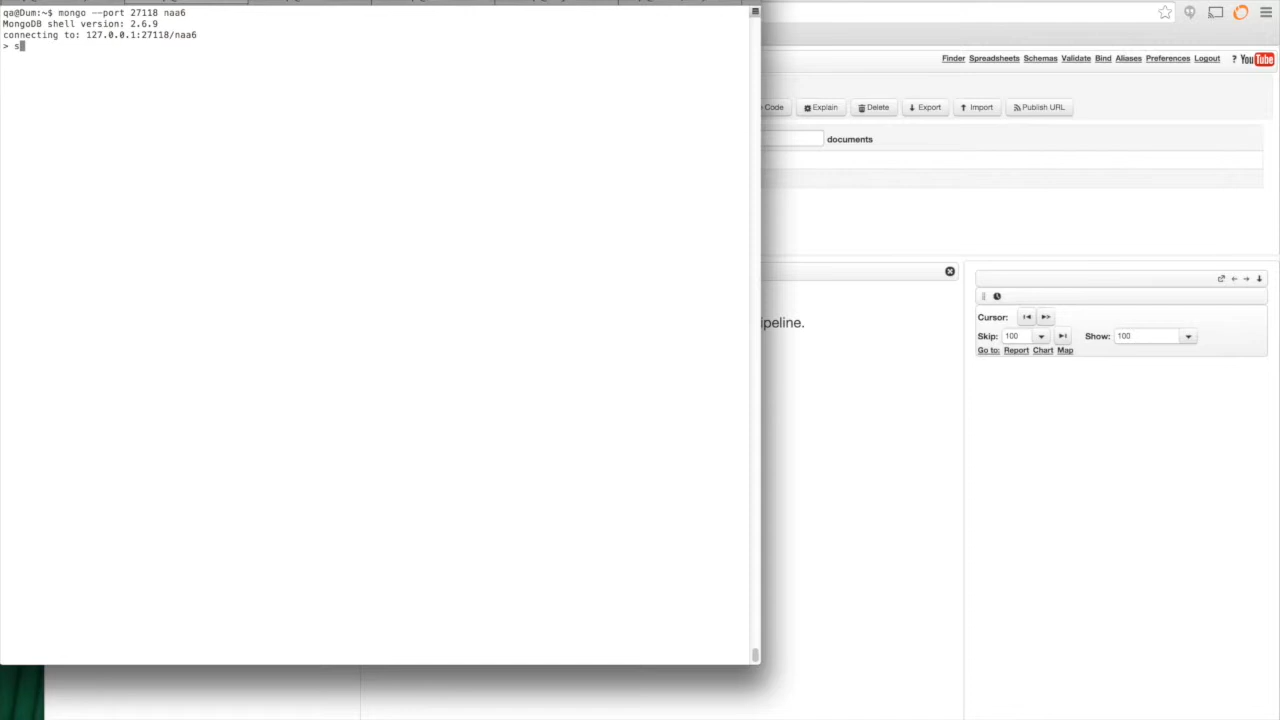 qa@Dum:~$ mongo --port 27118 naa6
MongoDB shell version: 2.6.9
connecting to: 127.0.0.1:27118/naa6
> s
Finder Spreadsheets Schemas Validate Bind Aliases Preferences Logout ? YouTube
Code Explain Delete Export Import Publish URL
documents
ipeline.
Cursor:
Skip: 100 Show: 100
Go to: Report Chart Map